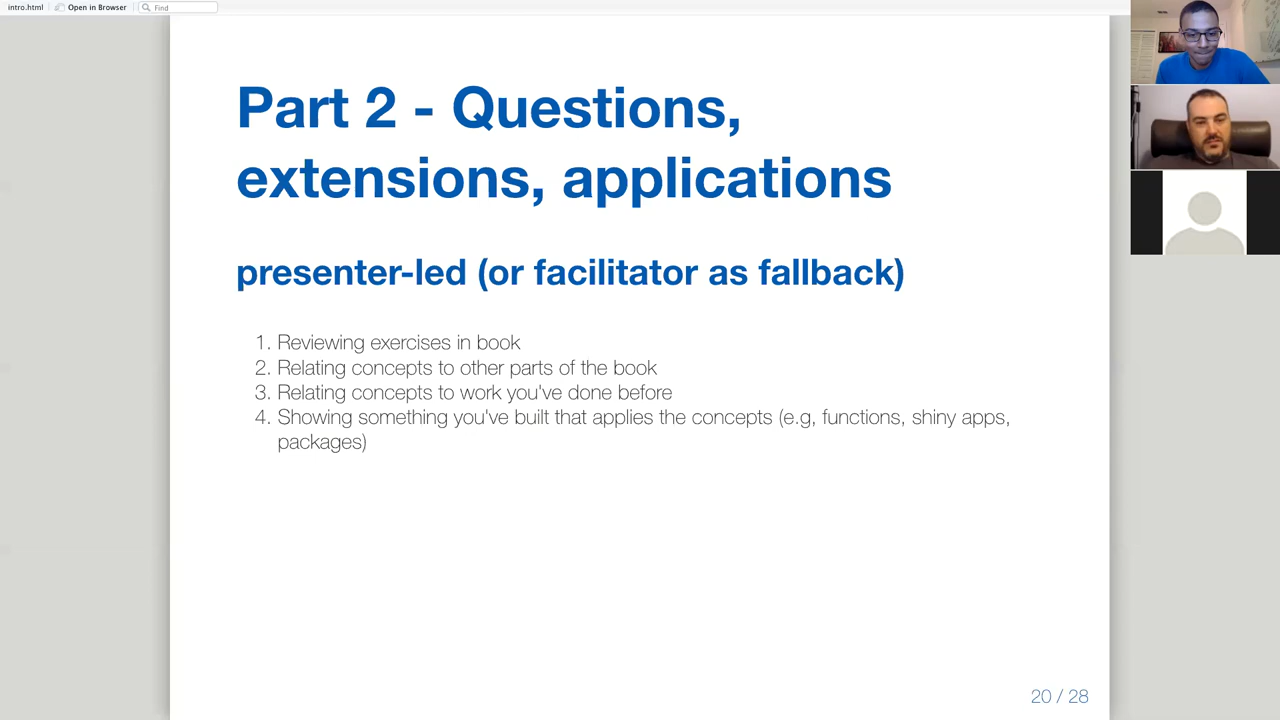 intro.html Open in Browser Find
Part 2 - Questions,
extensions, applications
presenter-led (or facilitator as fallback)
1. Reviewing exercises in book
2. Relating concepts to other parts of the book
3. Relating concepts to work you've done before
4. Showing something you've built that applies the concepts (e.g, functions, shiny apps,
packages)
20 / 28